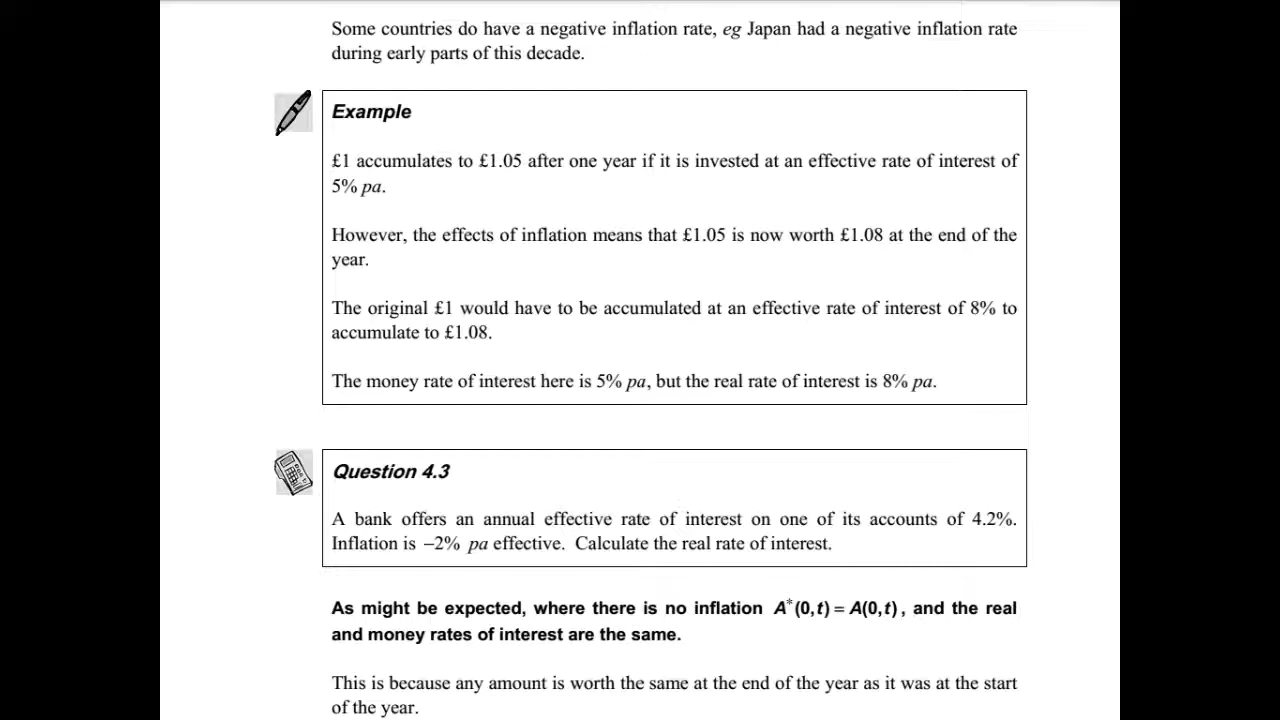 Some countries do have a negative inflation rate, eg Japan had a negative inflation rate
during early parts of this decade.
Example
£1 accumulates to £1.05 after one year if it is invested at an effective rate of interest of
5% pa.
However, the effects of inflation means that £1.05 is now worth £1.08 at the end of the
year.
The original £1 would have to be accumulated at an effective rate of interest of 8% to
accumulate to £1.08.
The money rate of interest here is 5% pa, but the real rate of interest is 8% pa.
Question 4.3
A bank offers an annual effective rate of interest on one of its accounts of 4.2%.
Inflation is −2% pa effective. Calculate the real rate of interest.
As might be expected, where there is no inflation A*(0,t) = A(0,t), and the real
and money rates of interest are the same.
This is because any amount is worth the same at the end of the year as it was at the start
of the year.